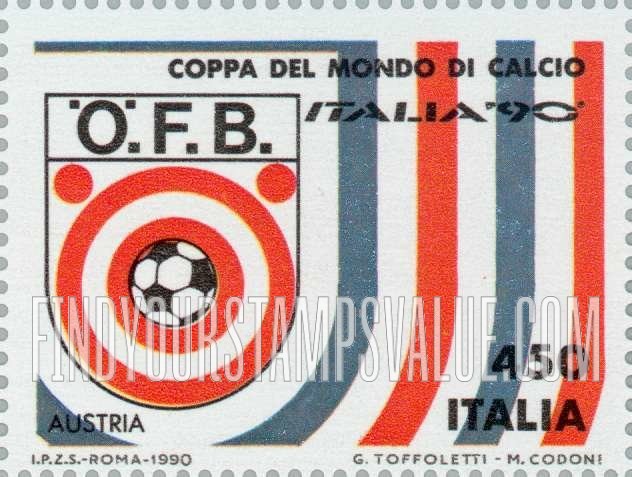 COPPA DEL MONDO DI CALCIO
ITALIA '90
Ö.F.B.
FINDYOURSTAMPSVALUE.COM
450
AUSTRIA
ITALIA
I.P.Z.S.-ROMA-1990
G. TOFFOLETTI - M. CODONI